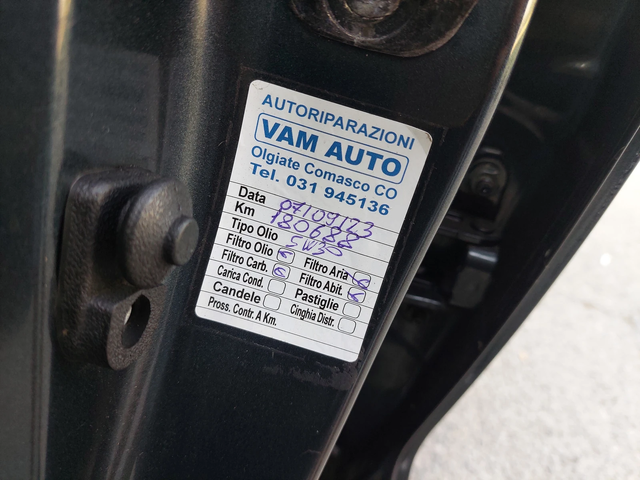 AUTORIPARAZIONI
VAM AUTO
Olgiate Comasco CO
Tel. 031 945136
Data 07/09/23
Km 180688
Tipo Olio 5W30
Filtro Olio Filtro Aria
Filtro Carb. Filtro Abit.
Carica Cond. Pastiglie
Candele Cinghia Distr.
Pross. Contr. A Km.